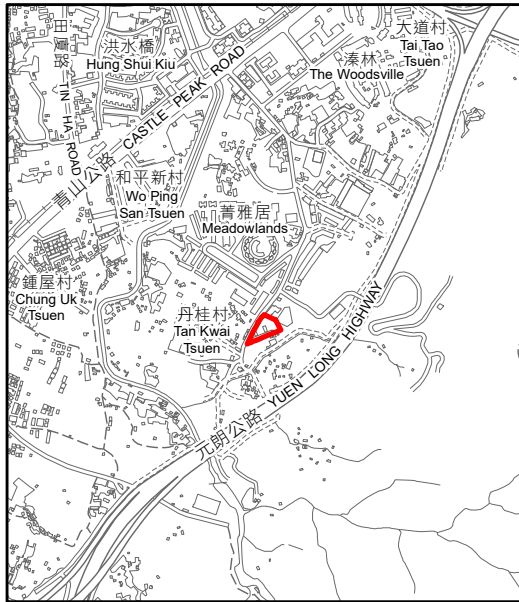 大道村
Tai Tao
Tsuen
洪水橋
Hung Shui Kiu
溱林
The Woodsville
田廈路
TIN HA ROAD
青山公路 CASTLE PEAK ROAD
和平新村
Wo Ping
San Tsuen
菁雅居
Meadowlands
鍾屋村
Chung Uk
Tsuen
丹桂村
Tan Kwai
Tsuen
元朗公路 YUEN LONG HIGHWAY